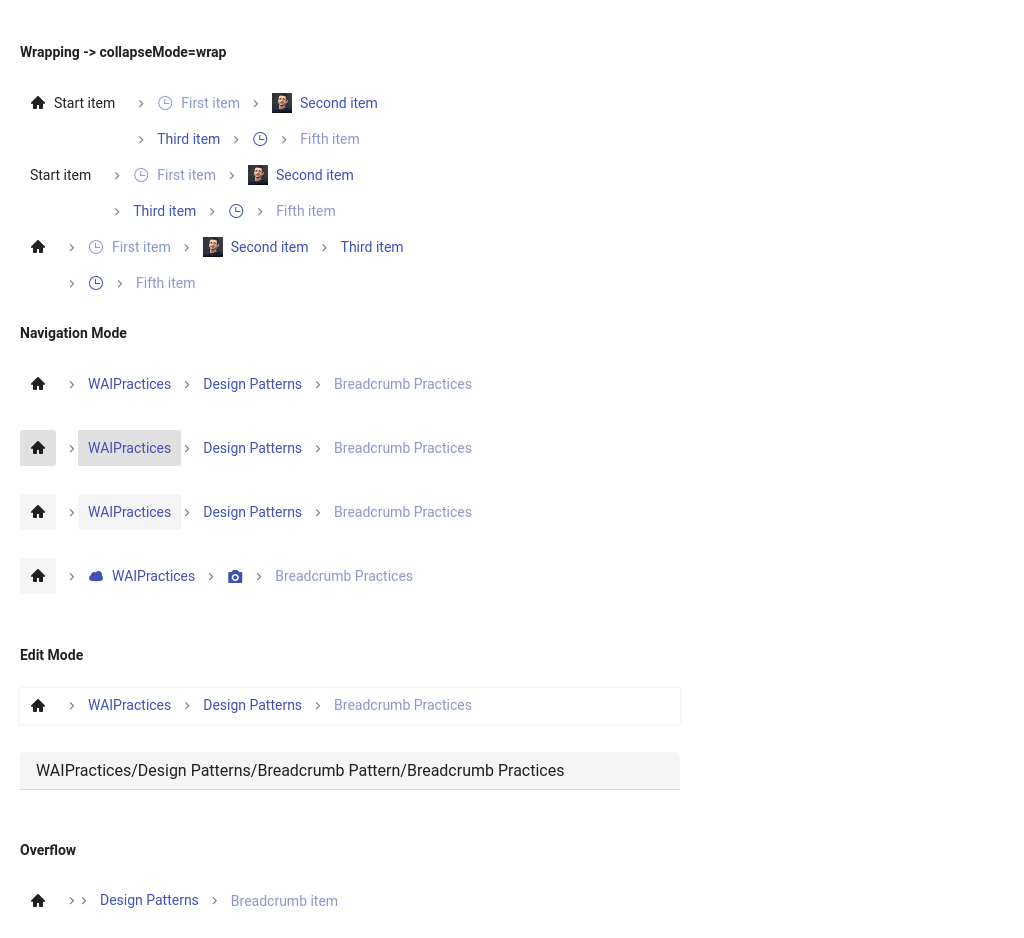 Wrapping -> collapseMode=wrap
Start item > First item > Second item
> Third item > > Fifth item
Start item > First item > Second item
> Third item > > Fifth item
> First item > Second item > Third item
> > Fifth item
Navigation Mode
> WAIPractices > Design Patterns > Breadcrumb Practices
> WAIPractices > Design Patterns > Breadcrumb Practices
> WAIPractices > Design Patterns > Breadcrumb Practices
> WAIPractices > > Breadcrumb Practices
Edit Mode
> WAIPractices > Design Patterns > Breadcrumb Practices
WAIPractices/Design Patterns/Breadcrumb Pattern/Breadcrumb Practices
Overflow
> > Design Patterns > Breadcrumb item